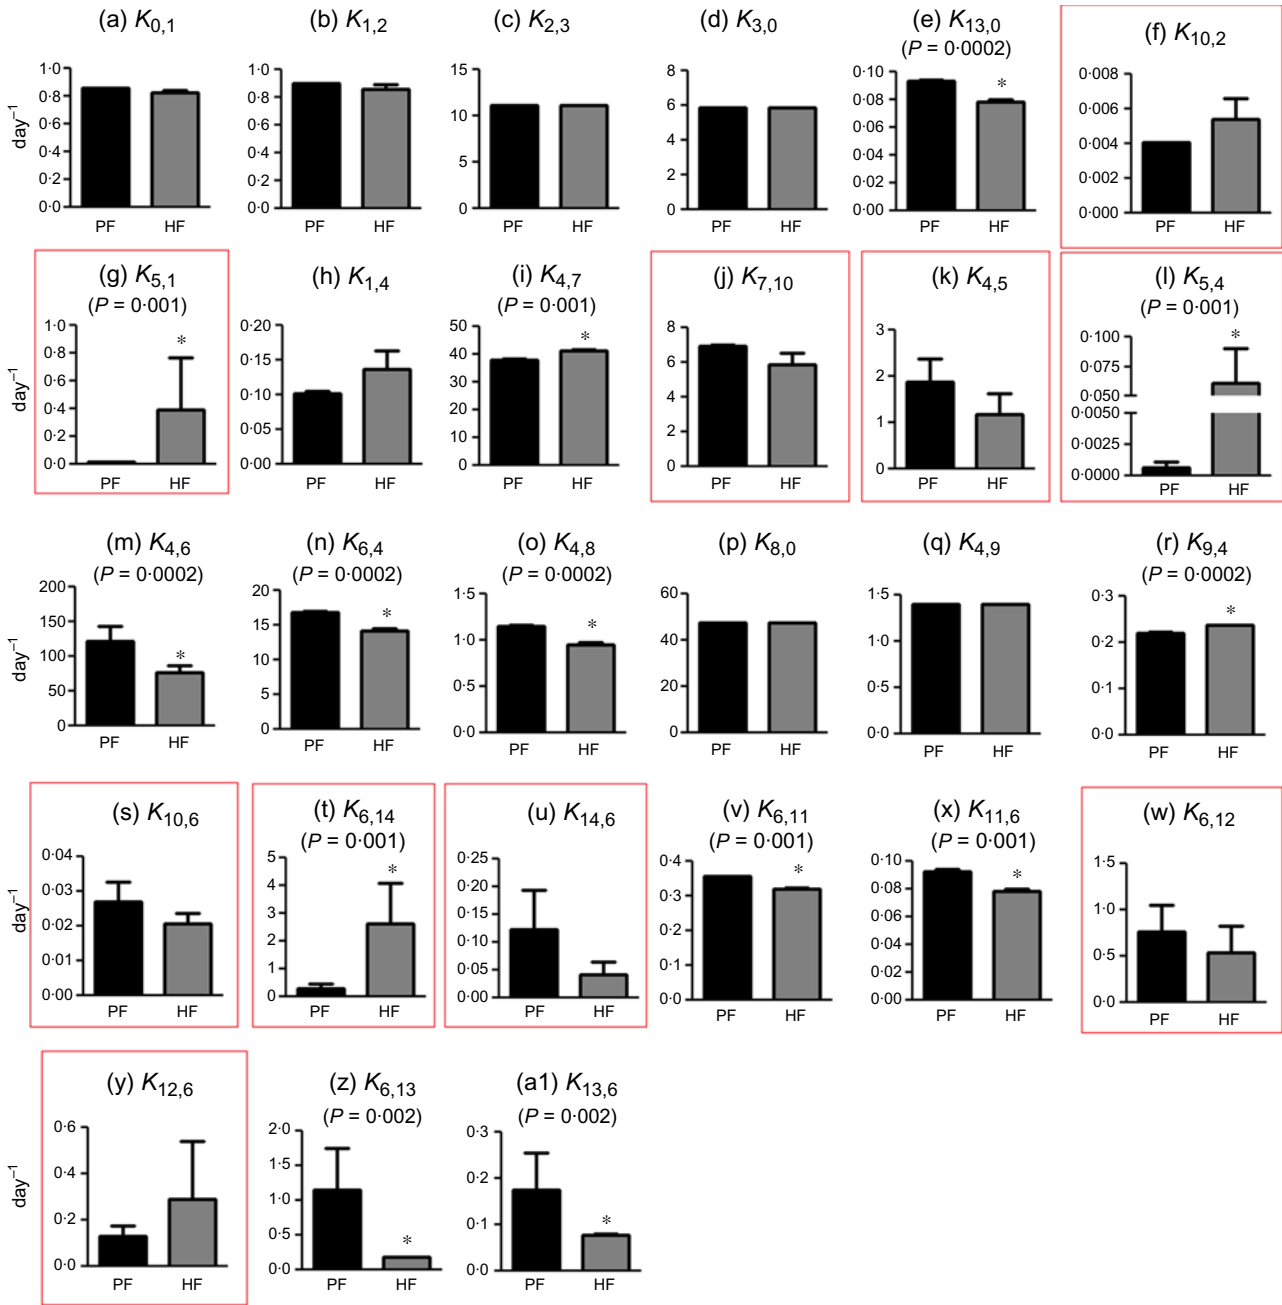 (a) K0,1
(b) K1,2
(c) K2,3
(d) K3,0
(e) K13,0
(P = 0·0002)
(f) K10,2
day–1
1·0
0·8
0·6
0·4
0·2
0·0
PF HF
1·0
0·8
0·6
0·4
0·2
0·0
PF HF
15
10
5
0
PF HF
8
6
4
2
0
PF HF
0·10
0·08
0·06
0·04
0·02
0·00
*
PF HF
0·008
0·006
0·004
0·002
0·000
PF HF
(g) K5,1
(P = 0·001)
(h) K1,4
(i) K4,7
(P = 0·001)
(j) K7,10
(k) K4,5
(l) K5,4
(P = 0·001)
day–1
1·0
0·8
0·6
0·4
0·2
0·0
*
PF HF
0·20
0·15
0·10
0·05
0·00
PF HF
50
40
30
20
10
0
*
PF HF
8
6
4
2
0
PF HF
3
2
1
0
PF HF
0·100
0·075
0·050
0·0050
0·0025
0·0000
*
PF HF
(m) K4,6
(P = 0·0002)
(n) K6,4
(P = 0·0002)
(o) K4,8
(P = 0·0002)
(p) K8,0
(q) K4,9
(r) K9,4
(P = 0·0002)
day–1
200
150
100
50
0
*
PF HF
20
15
10
5
0
*
PF HF
1·5
1·0
0·5
0·0
*
PF HF
60
40
20
0
PF HF
1·5
1·0
0·5
0·0
PF HF
0·3
0·2
0·1
0·0
*
PF HF
(s) K10,6
(t) K6,14
(P = 0·001)
(u) K14,6
(v) K6,11
(P = 0·001)
(x) K11,6
(P = 0·001)
(w) K6,12
day–1
0·04
0·03
0·02
0·01
0·00
PF HF
5
4
3
2
1
0
*
PF HF
0·25
0·20
0·15
0·10
0·05
0·00
PF HF
0·4
0·3
0·2
0·1
0·0
*
PF HF
0·10
0·08
0·06
0·04
0·02
0·00
*
PF HF
1·5
1·0
0·5
0·0
PF HF
(y) K12,6
(z) K6,13
(P = 0·002)
(a1) K13,6
(P = 0·002)
day–1
0·6
0·4
0·2
0·0
PF HF
2·0
1·5
1·0
0·5
0·0
*
PF HF
0·3
0·2
0·1
0·0
*
PF HF